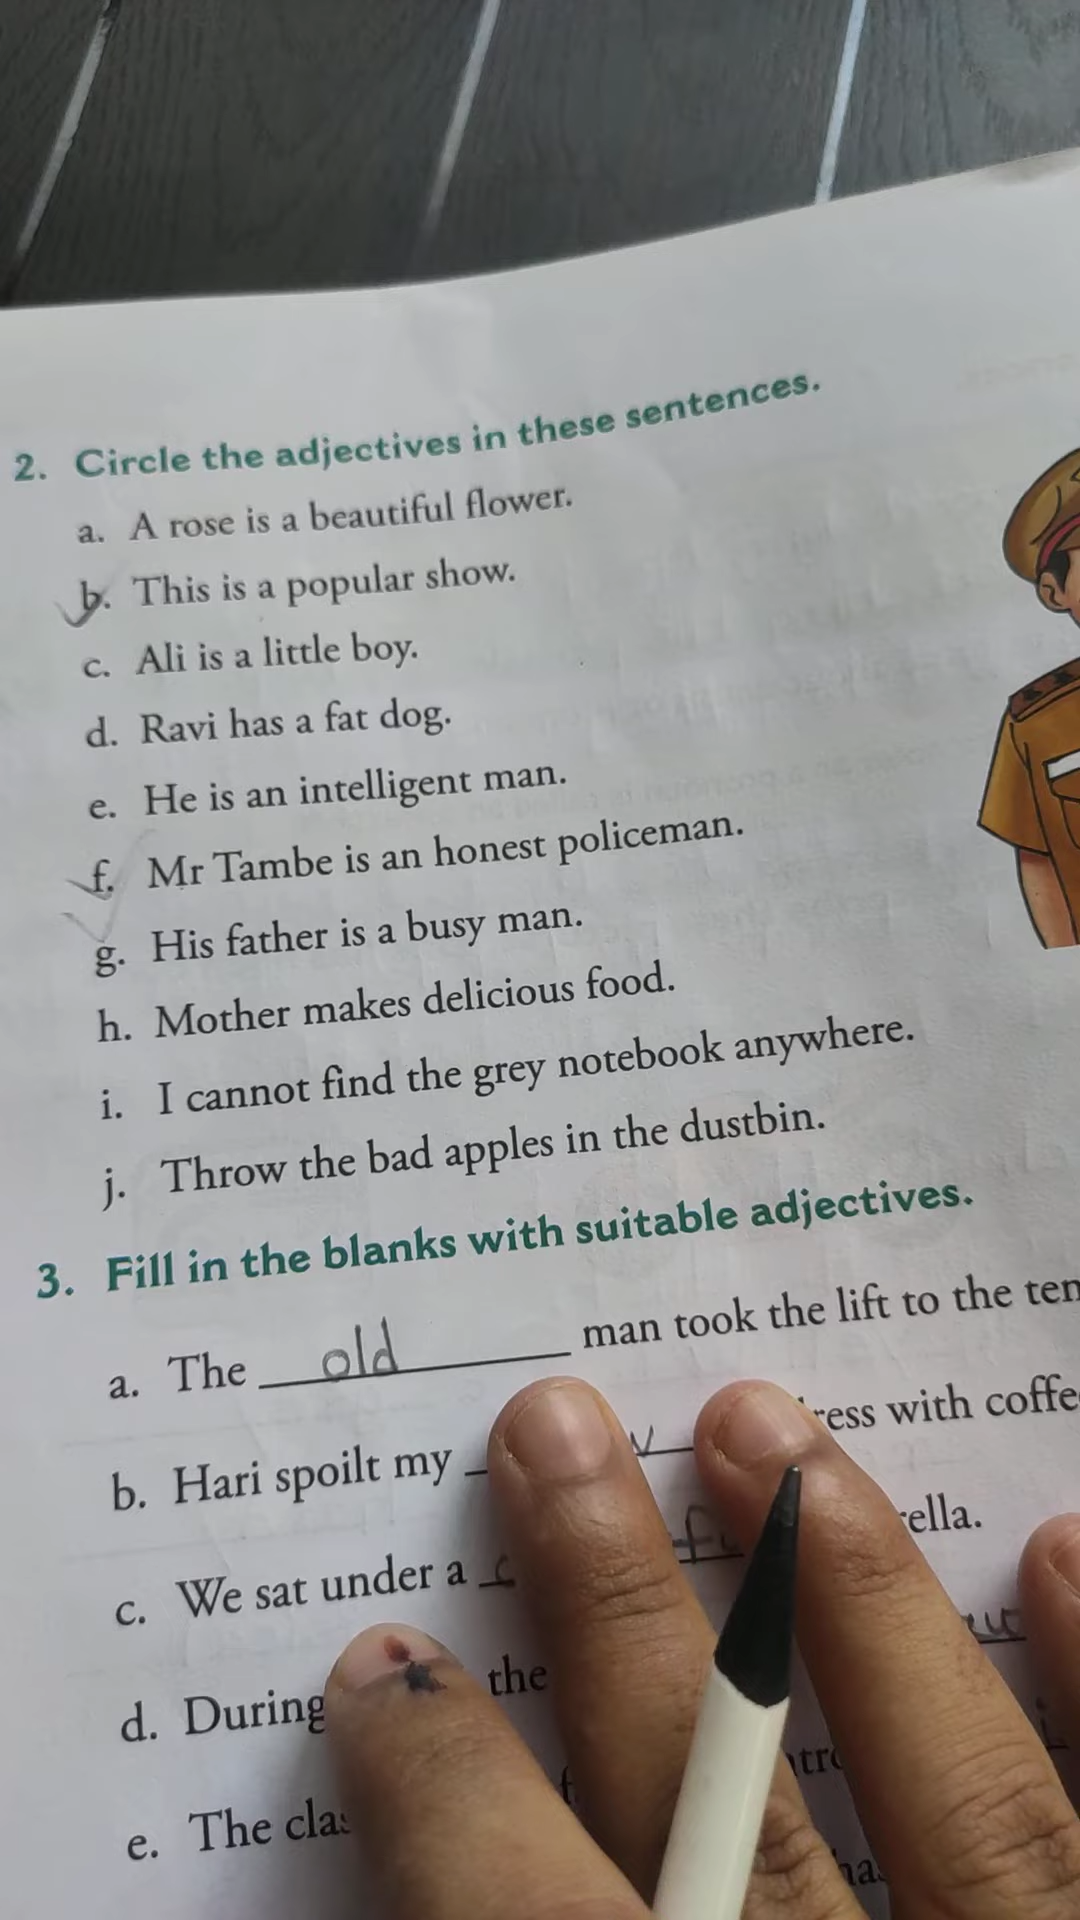 2. Circle the adjectives in these sentences.
a. A rose is a beautiful flower.
b. This is a popular show.
c. Ali is a little boy.
d. Ravi has a fat dog.
e. He is an intelligent man.
f. Mr Tambe is an honest policeman.
g. His father is a busy man.
h. Mother makes delicious food.
i. I cannot find the grey notebook anywhere.
j. Throw the bad apples in the dustbin.
3. Fill in the blanks with suitable adjectives.
a. The old man took the lift to the
b. Hari spoilt my with
c. We sat under a
d. During the
e. The